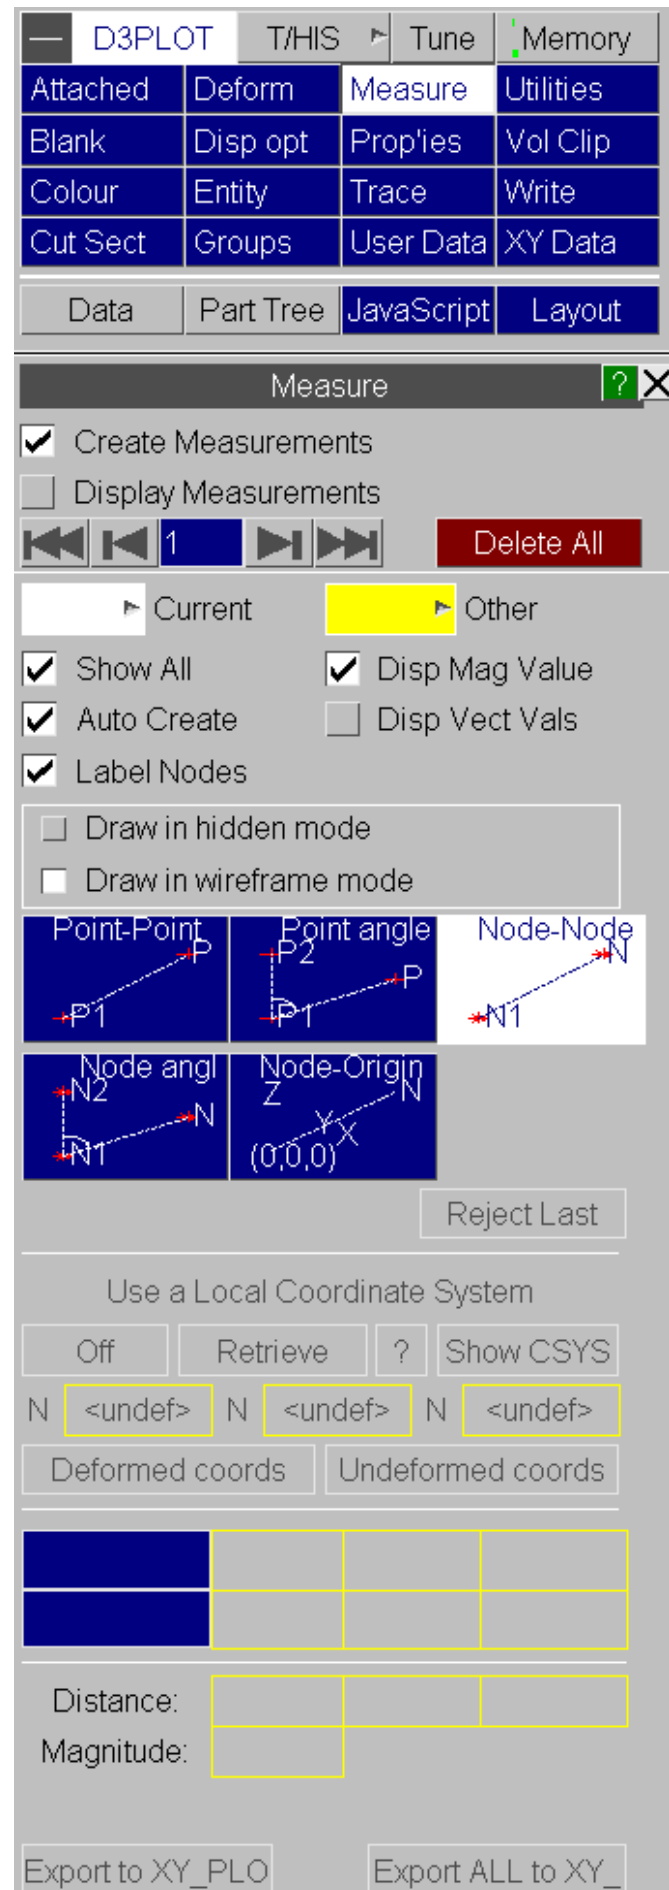 D3PLOT T/HIS Tune Memory
Attached Deform Measure Utilities
Blank Disp opt Prop'ies Vol Clip
Colour Entity Trace Write
Cut Sect Groups User Data XY Data
Data Part Tree JavaScript Layout
Measure ? X
Create Measurements
Display Measurements
1 Delete All
Current Other
Show All Disp Mag Value
Auto Create Disp Vect Vals
Label Nodes
Draw in hidden mode
Draw in wireframe mode
Point-Point Point angle Node-Node
P P2 N
P
P1 P1 N1
Node angl Node-Origin
N2 Z N
N Y X
N1 (0,0,0)
Reject Last
Use a Local Coordinate System
Off Retrieve ? Show CSYS
N <undef> N <undef> N <undef>
Deformed coords Undeformed coords
Distance:
Magnitude:
Export to XY_PLO Export ALL to XY_